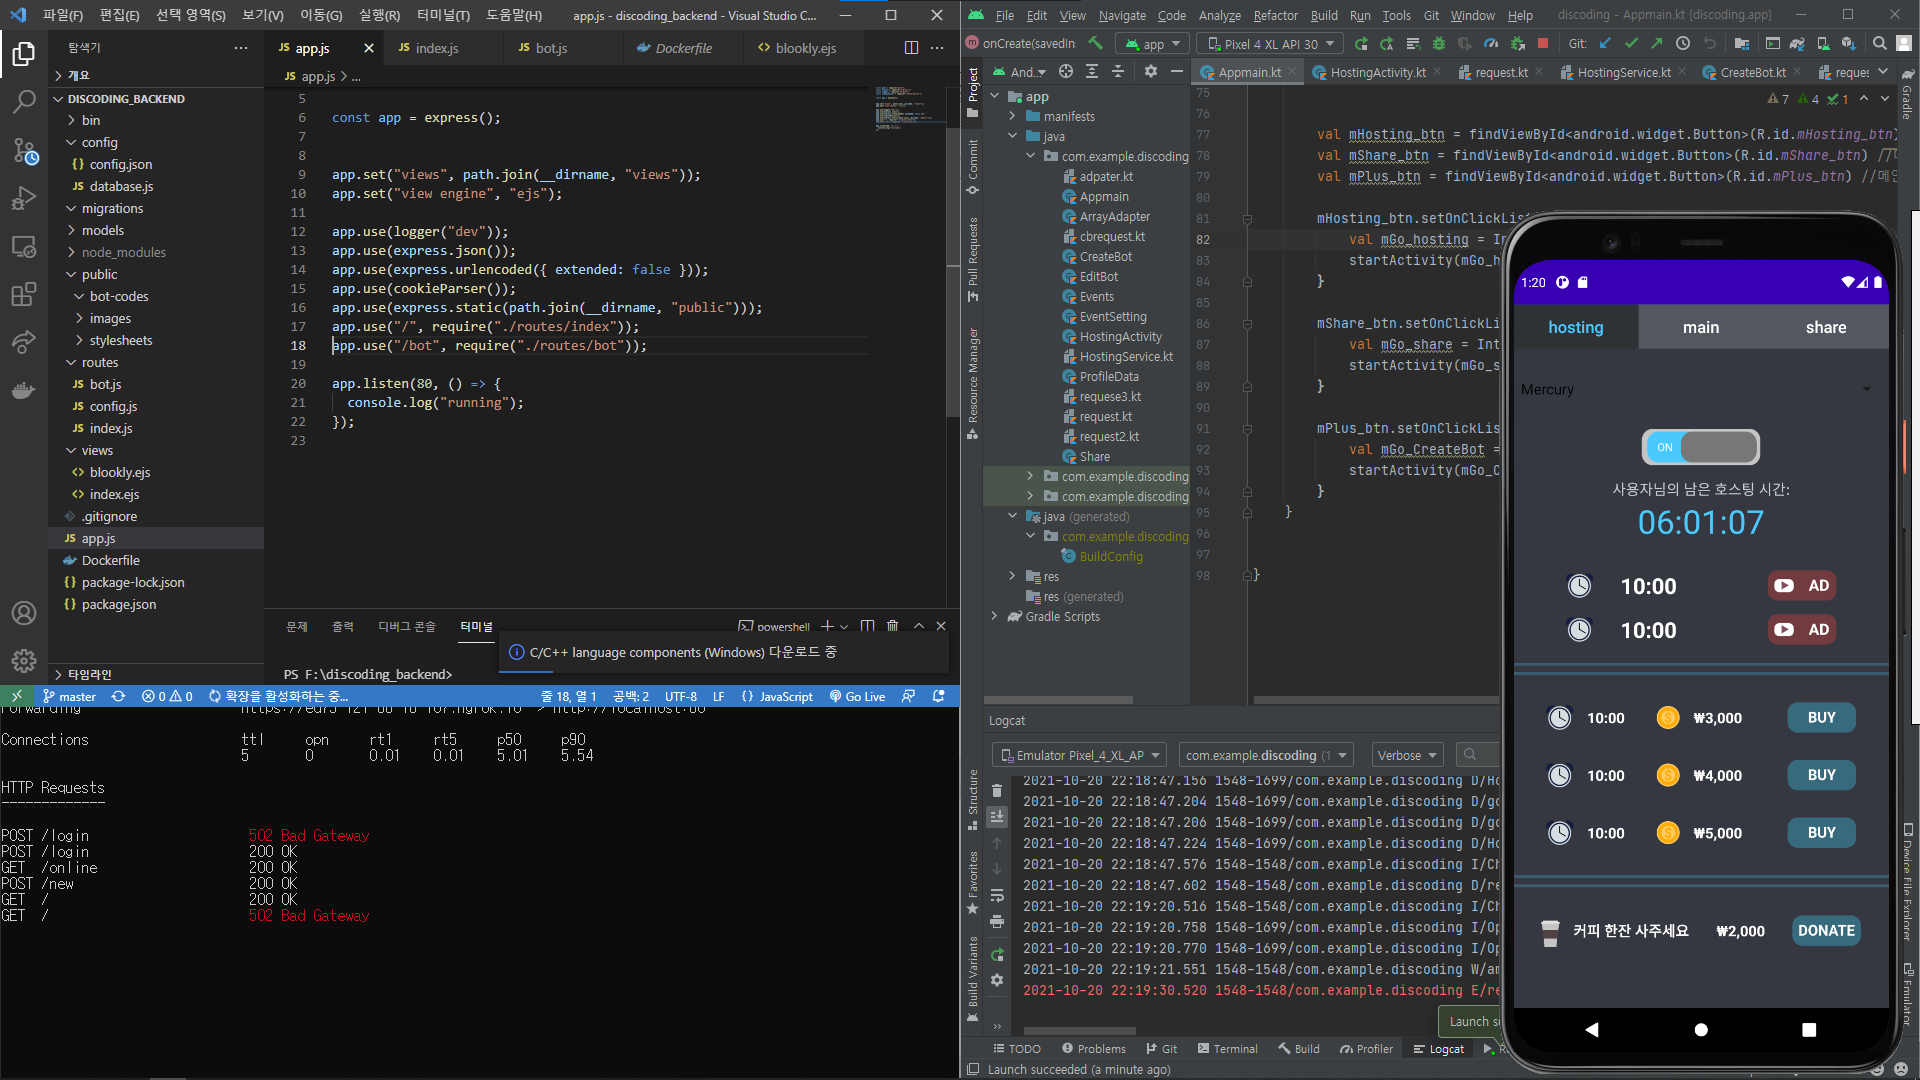 파일(F) 편집(E) 선택 영역(S) 보기(V) 이동(G) 실행(R) 터미널(T) 도움말(H) app.js - discoding_backend - Visual Studio C...
탐색기
개요
DISCODING_BACKEND
bin
config
config.json
database.js
migrations
models
node_modules
public
bot-codes
images
stylesheets
routes
bot.js
config.js
index.js
views
blookly.ejs
index.ejs
.gitignore
app.js
Dockerfile
package-lock.json
package.json
타임라인
app.js index.js bot.js Dockerfile blookly.ejs
app.js > ...
5
6 const app = express();
7
8
9 app.set("views", path.join(__dirname, "views"));
10 app.set("view engine", "ejs");
11
12 app.use(logger("dev"));
13 app.use(express.json());
14 app.use(express.urlencoded({ extended: false }));
15 app.use(cookieParser());
16 app.use(express.static(path.join(__dirname, "public")));
17 app.use("/", require("./routes/index"));
18 app.use("/bot", require("./routes/bot"));
19
20 app.listen(80, () => {
21 console.log("running");
22 });
23
문제 출력 디버그 콘솔 터미널 powershell
C/C++ language components (Windows) 다운로드 중
PS F:\discoding_backend>
master 0 0 확장을 활성화하는 중... 줄 18, 열 1 공백: 2 UTF-8 LF JavaScript Go Live
Forwarding
Connections ttl opn rt1 rt5 p50 p90
5 0 0.01 0.01 5.01 5.54
HTTP Requests
-------------
POST /login 502 Bad Gateway
POST /login 200 OK
GET /online 200 OK
POST /new 200 OK
GET / 200 OK
GET / 502 Bad Gateway
File Edit View Navigate Code Analyze Refactor Build Run Tools Git Window Help discoding - Appmain.kt [discoding.app]
onCreate(savedIn app Pixel 4 XL API 30 Git:
And.. Appmain.kt HostingActivity.kt request.kt HostingService.kt CreateBot.kt reques
Project
Commit
Pull Requests
Resource Manager
Structure
Favorites
Build Variants
app
manifests
java
com.example.discoding
adpater.kt
Appmain
ArrayAdapter
cbrequest.kt
CreateBot
EditBot
Events
EventSetting
HostingActivity
HostingService.kt
ProfileData
requese3.kt
request.kt
request2.kt
Share
com.example.discoding
com.example.discoding
java (generated)
com.example.discoding
BuildConfig
res
res (generated)
Gradle Scripts
7 4 1
75
76
77 val mHosting_btn = findViewById<android.widget.Button>(R.id.mHosting_btn)
78 val mShare_btn = findViewById<android.widget.Button>(R.id.mShare_btn) //
79 val mPlus_btn = findViewById<android.widget.Button>(R.id.mPlus_btn) //메인
80
81 mHosting_btn.setOnClickLis
82 val mGo_hosting = In
83 startActivity(mGo_h
84 }
85
86 mShare_btn.setOnClickLis
87 val mGo_share = Int
88 startActivity(mGo_s
89 }
90
91 mPlus_btn.setOnClickLis
92 val mGo_CreateBot =
93 startActivity(mGo_C
94 }
95 }
96
97
98 }
Gradle
Device File Explorer
Emulator
Logcat
Emulator Pixel_4_XL_AP com.example.discoding (1 Verbose
2021-10-20 22:18:47.156 1548-1699/com.example.discoding D/Ho
2021-10-20 22:18:47.204 1548-1699/com.example.discoding D/go
2021-10-20 22:18:47.206 1548-1699/com.example.discoding D/go
2021-10-20 22:18:47.224 1548-1699/com.example.discoding D/Ho
2021-10-20 22:18:47.576 1548-1548/com.example.discoding I/Ch
2021-10-20 22:18:47.602 1548-1548/com.example.discoding D/re
2021-10-20 22:19:20.516 1548-1548/com.example.discoding I/Ch
2021-10-20 22:19:20.758 1548-1699/com.example.discoding I/Op
2021-10-20 22:19:20.770 1548-1699/com.example.discoding I/Op
2021-10-20 22:19:21.551 1548-1548/com.example.discoding W/am
2021-10-20 22:19:30.520 1548-1548/com.example.discoding E/re
Launch su
TODO Problems Git Terminal Build Profiler Logcat
Launch succeeded (a minute ago)
1:20
hosting main share
Mercury
ON
사용자님의 남은 호스팅 시간:
06:01:07
10:00 AD
10:00 AD
10:00 ₩3,000 BUY
10:00 ₩4,000 BUY
10:00 ₩5,000 BUY
커피 한잔 사주세요 ₩2,000 DONATE